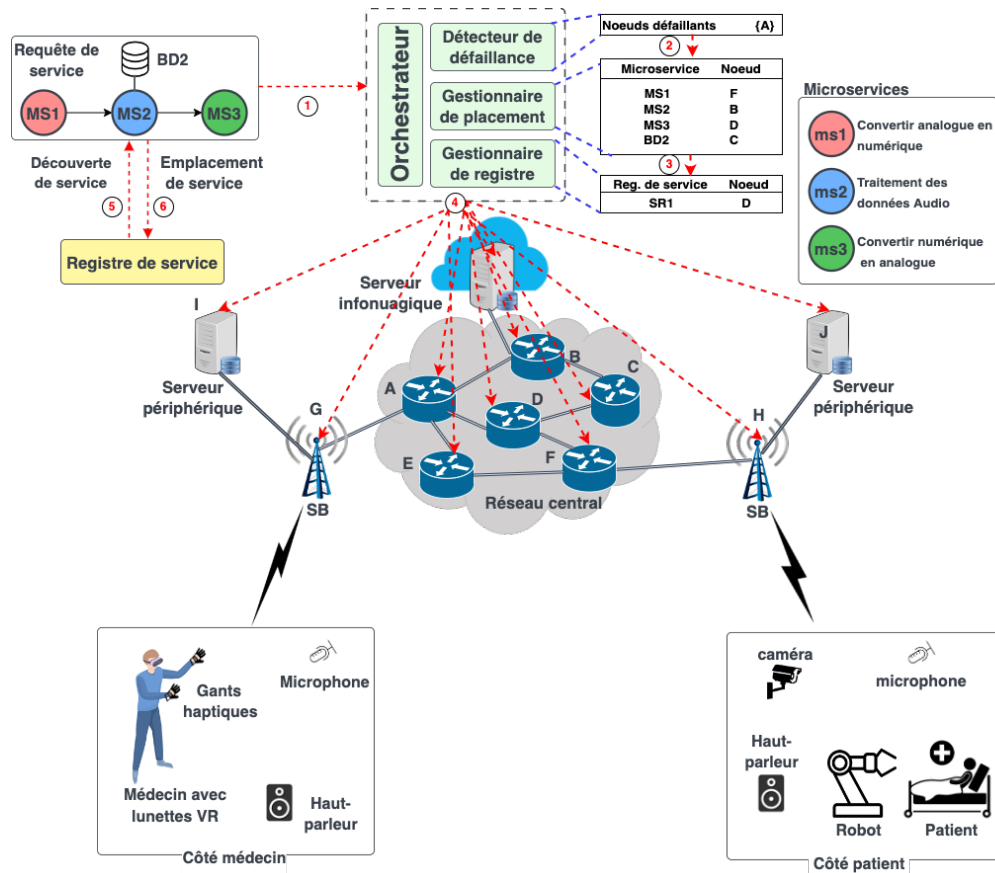 Requête de
service
BD2
MS1
MS2
MS3
1
Orchestrateur
Détecteur de
défaillance
Gestionnaire
de placement
Gestionnaire
de registre
Noeuds défaillants {A}
2
Microservice Noeud
MS1 F
MS2 B
MS3 D
BD2 C
3
Reg. de service Noeud
SR1 D
Microservices
ms1
Convertir analogue en
numérique
ms2
Traitement des
données Audio
ms3
Convertir numérique
en analogue
Découverte
de service
Emplacement
de service
5
6
Registre de service
4
Serveur
infonuagique
I
Serveur
périphérique
J
Serveur
périphérique
A
B
C
D
E
F
G
H
SB
SB
Réseau central
Gants
haptiques
Microphone
Médecin avec
lunettes VR
Haut-
parleur
Côté médecin
caméra
microphone
Haut-
parleur
Robot
Patient
Côté patient